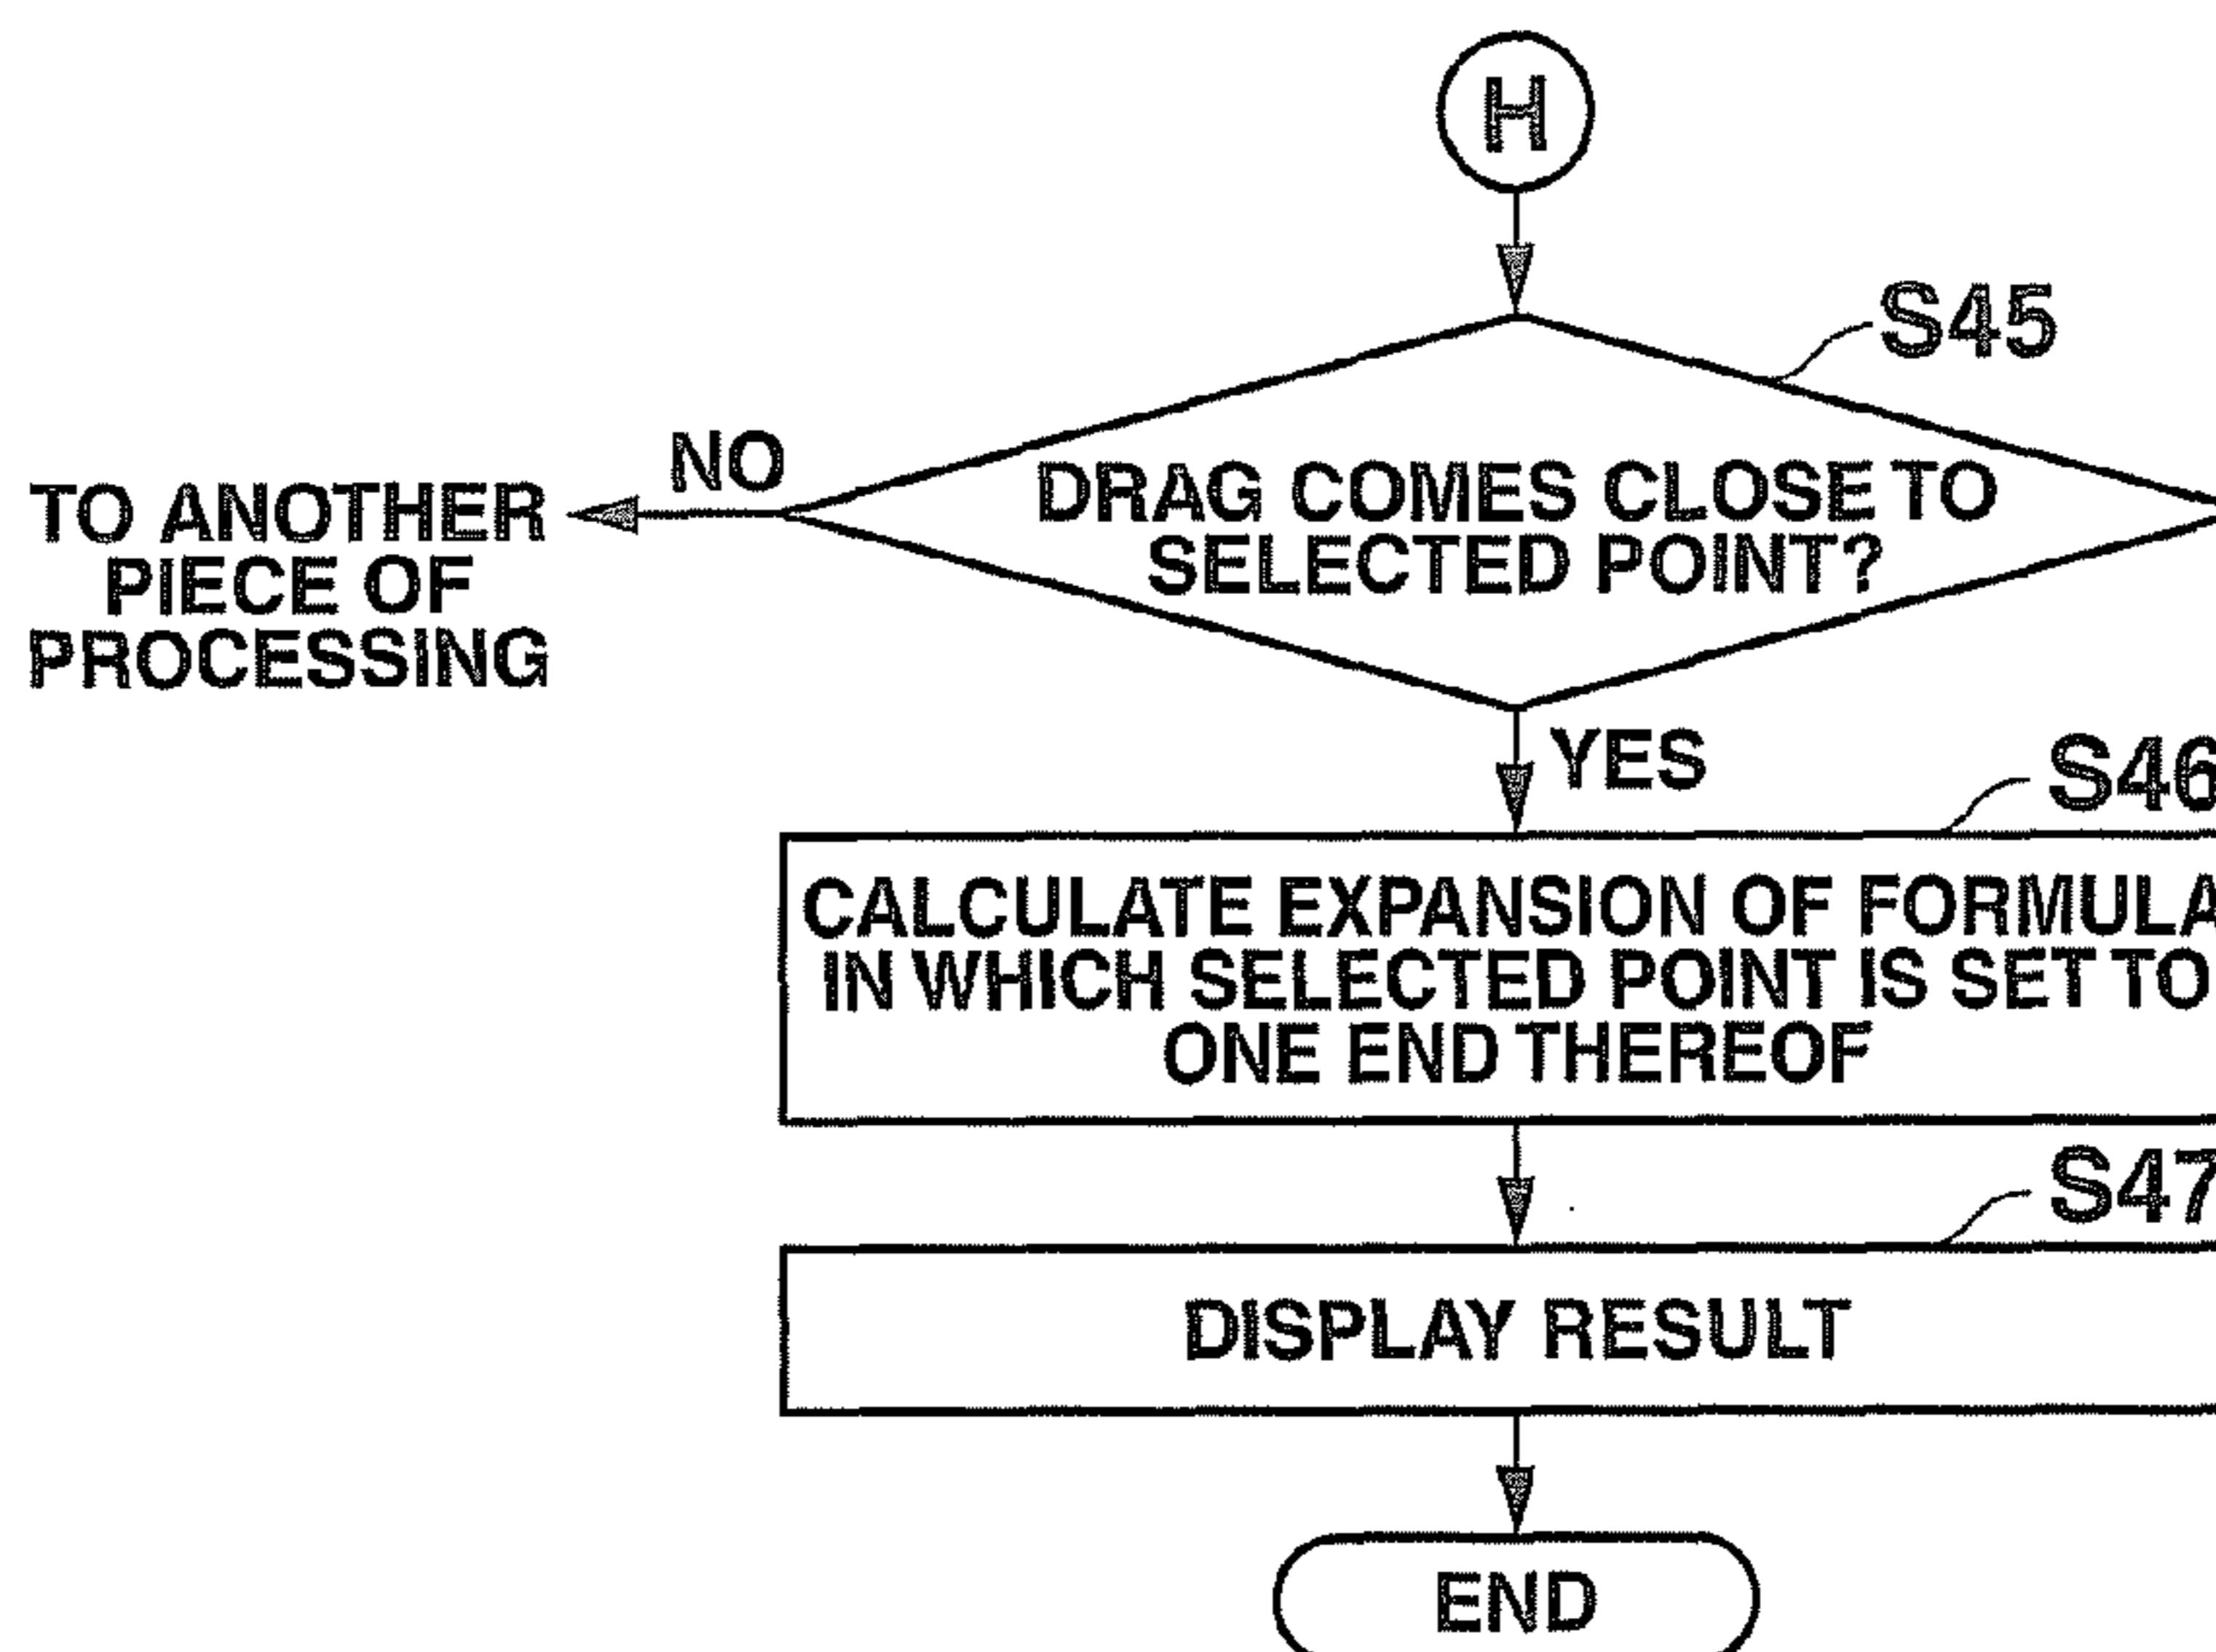 H
S45
NO
DRAG COMES CLOSE TO
SELECTED POINT?
TO ANOTHER
PIECE OF
PROCESSING
YES
S46
CALCULATE EXPANSION OF FORMULA
IN WHICH SELECTED POINT IS SET TO
ONE END THEREOF
S47
DISPLAY RESULT
END